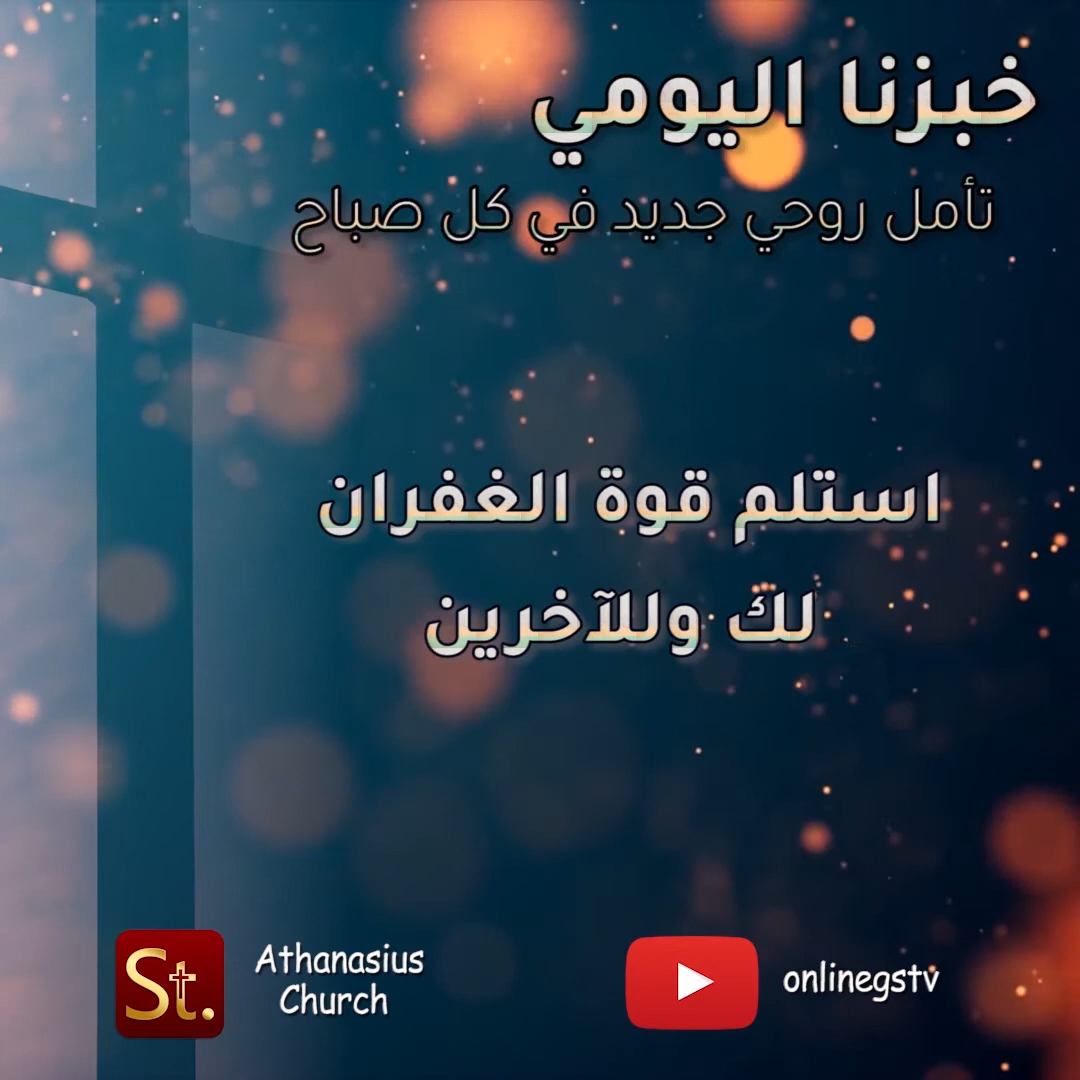 خبزنا اليومي
تأمل روحي جديد في كل صباح
استلم قوة الغفران
لك وللآخرين
St.
Athanasius
Church
onlinegstv